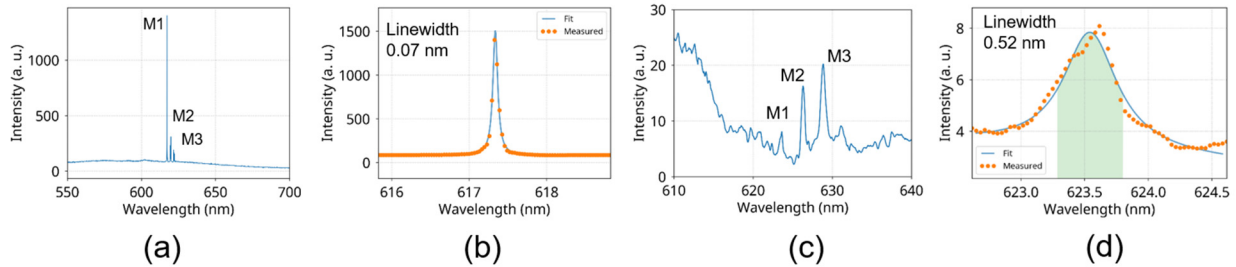 M1
M2
M3
Intensity (a. u.)
1000
500
0
550
600
650
700
Wavelength (nm)
(a)
Linewidth
0.07 nm
Fit
Measured
Intensity (a. u.)
1500
1000
500
0
616
617
618
Wavelength (nm)
(b)
M1
M2
M3
Intensity (a. u.)
30
20
10
0
610
620
630
640
Wavelength (nm)
(c)
Linewidth
0.52 nm
Intensity (a. u.)
8
6
4
Fit
Measured
623.0
623.5
624.0
624.5
Wavelength (nm)
(d)